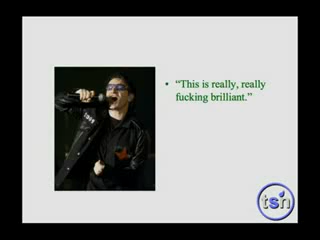 • “This is really, really
fucking brilliant.”
tsn